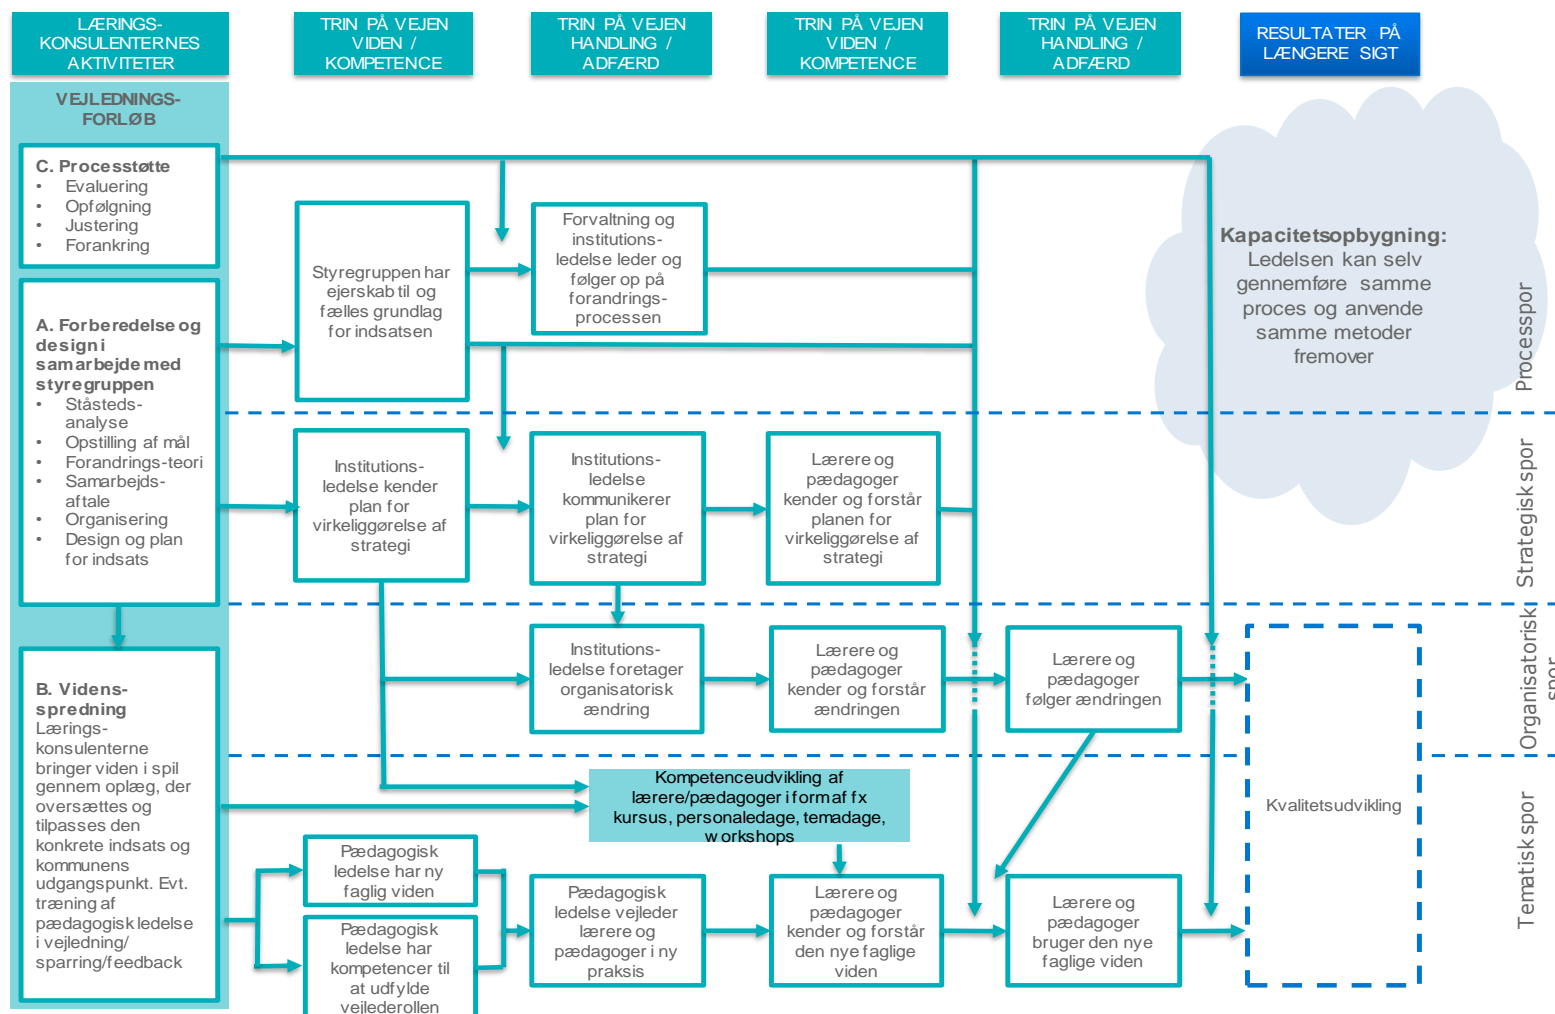 LÆRINGS-
KONSULENTERNES
AKTIVITETER
TRIN PÅ VEJEN
VIDEN /
KOMPETENCE
TRIN PÅ VEJEN
HANDLING /
ADFÆRD
TRIN PÅ VEJEN
VIDEN /
KOMPETENCE
TRIN PÅ VEJEN
HANDLING /
ADFÆRD
RESULTATER PÅ
LÆNGERE SIGT
VEJLEDNINGS-
FORLØB
C. Processtøtte
• Evaluering
• Opfølgning
• Justering
• Forankring
Styregruppen har
ejerskab til og
fælles grundlag
for indsatsen
Forvaltning og
institutions-
ledelse leder og
følger op på
forandrings-
processen
Kapacitetsopbygning:
Ledelsen kan selv
gennemføre samme
proces og anvende
samme metoder
fremover
Processpor
A. Forberedelse og
design i
samarbejde med
styregruppen
• Ståsteds-
analyse
• Opstilling af mål
• Forandrings-teori
• Samarbejds-
aftale
• Organisering
• Design og plan
for indsats
Institutions-
ledelse kender
plan for
virkeliggørelse af
strategi
Institutions-
ledelse
kommunikerer
plan for
virkeliggørelse af
strategi
Lærere og
pædagoger
kender og forstår
planen for
virkeliggørelse af
strategi
Strategisk spor
Institutions-
ledelse foretager
organisatorisk
ændring
Lærere og
pædagoger
kender og forstår
ændringen
Lærere og
pædagoger
følger ændringen
Organisatorisk
spor
B. Videns-
spredning
Lærings-
konsulenterne
bringer viden i spil
gennem oplæg, der
oversættes og
tilpasses den
konkrete indsats og
kommunens
udgangspunkt. Evt.
træning af
pædagogisk ledelse
i vejledning/
sparring/feedback
Kompetenceudvikling af
lærere/pædagoger i form af fx
kursus, personaledage, temadage,
workshops
Pædagogisk
ledelse har ny
faglig viden
Pædagogisk
ledelse har
kompetencer til
at udfylde
vejlederollen
Pædagogisk
ledelse vejleder
lærere og
pædagoger i ny
praksis
Lærere og
pædagoger
kender og forstår
den nye faglige
viden
Lærere og
pædagoger
bruger den nye
faglige viden
Kvalitetsudvikling
Tematisk spor